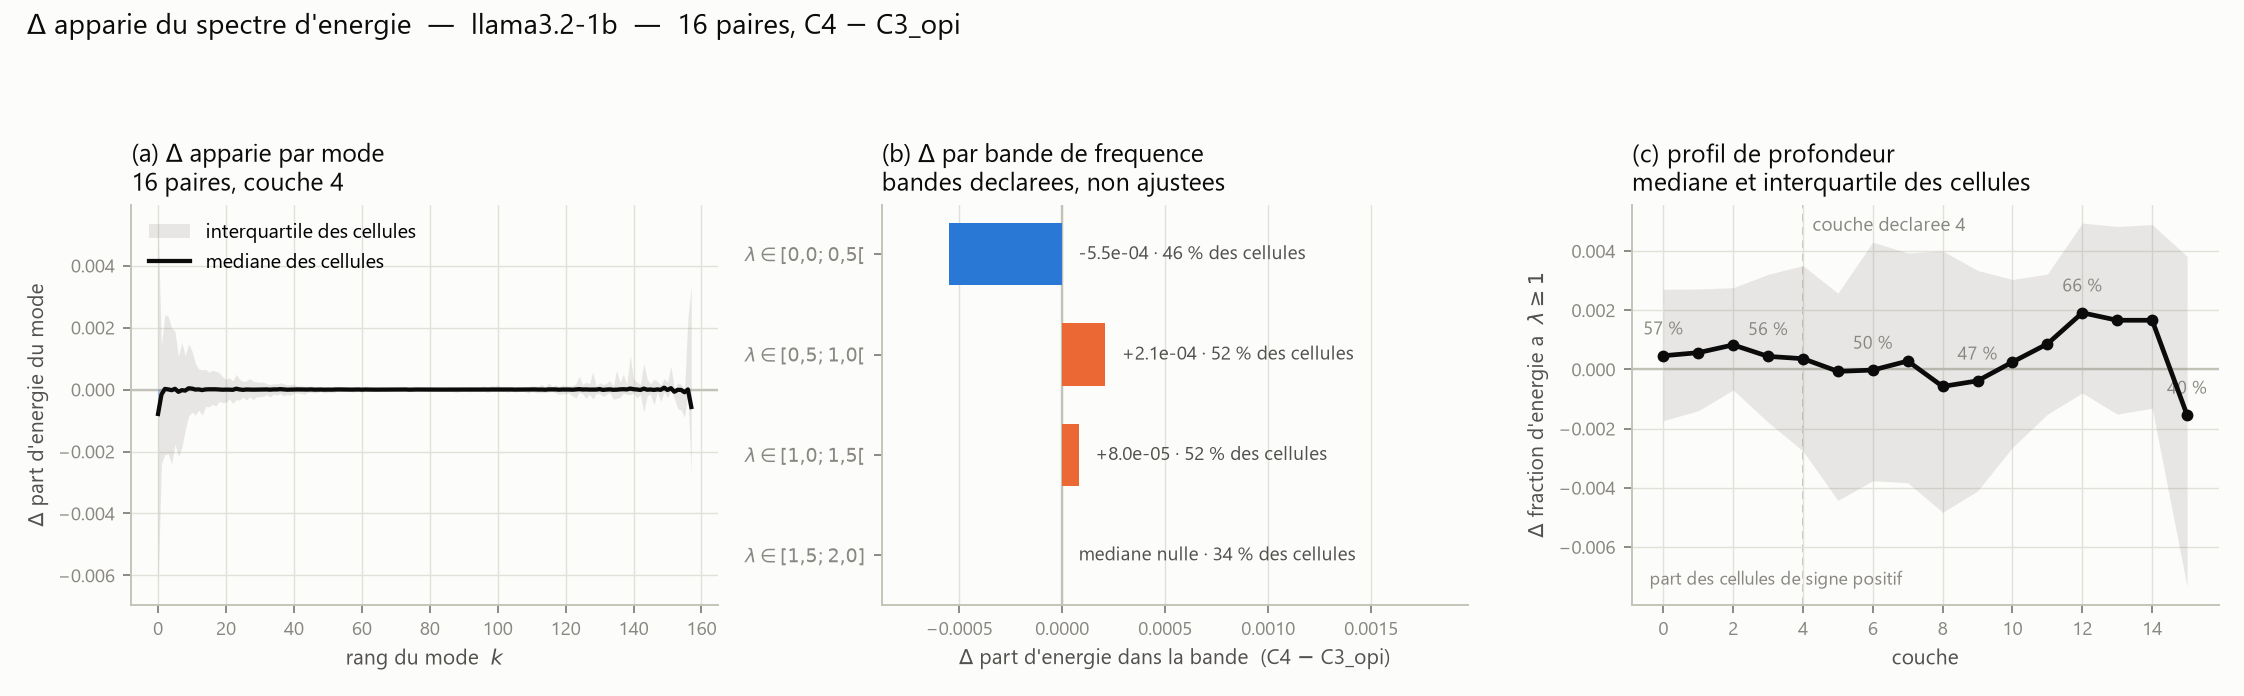 Δ apparie du spectre d'energie — llama3.2-1b — 16 paires, C4 − C3_opi
(a) Δ apparie par mode
16 paires, couche 4
interquartile des cellules
mediane des cellules
Δ part d'energie du mode
0.004
0.002
0.000
−0.002
−0.004
−0.006
0 20 40 60 80 100 120 140 160
rang du mode k
(b) Δ par bande de frequence
bandes declarees, non ajustees
λ ∈ [0,0; 0,5[
-5.5e-04 · 46 % des cellules
λ ∈ [0,5; 1,0[
+2.1e-04 · 52 % des cellules
λ ∈ [1,0; 1,5[
+8.0e-05 · 52 % des cellules
λ ∈ [1,5; 2,0]
mediane nulle · 34 % des cellules
−0.0005 0.0000 0.0005 0.0010 0.0015
Δ part d'energie dans la bande (C4 − C3_opi)
(c) profil de profondeur
mediane et interquartile des cellules
couche declaree 4
Δ fraction d'energie a λ ≥ 1
0.004
0.002
0.000
−0.002
−0.004
−0.006
57 %
56 %
50 %
47 %
66 %
40 %
part des cellules de signe positif
0 2 4 6 8 10 12 14
couche